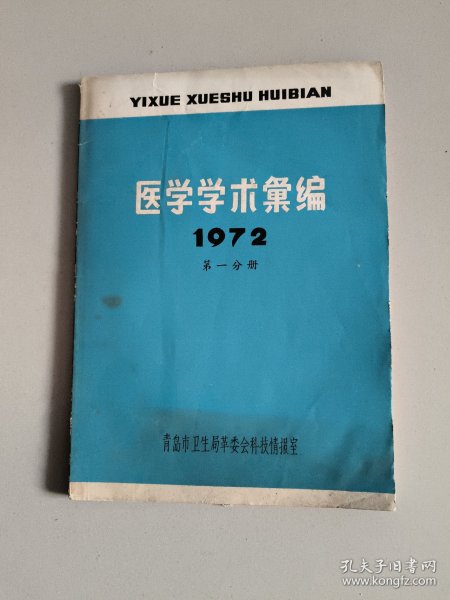 YIXUE XUESHU HUIBIAN
医学学术彙编
1972
第一分册
青岛市卫生局革委会科技情报室
孔夫子旧书网
www.kongfz.com